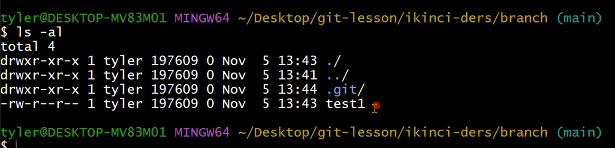 tyler@DESKTOP-MV83M01 MINGW64 ~/Desktop/git-lesson/ikinci-ders/branch (main)
$ ls -al
total 4
drwxr-xr-x 1 tyler 197609 0 Nov  5 13:43 ./
drwxr-xr-x 1 tyler 197609 0 Nov  5 13:41 ../
drwxr-xr-x 1 tyler 197609 0 Nov  5 13:44 .git/
-rw-r--r-- 1 tyler 197609 0 Nov  5 13:43 test1
tyler@DESKTOP-MV83M01 MINGW64 ~/Desktop/git-lesson/ikinci-ders/branch (main)
$